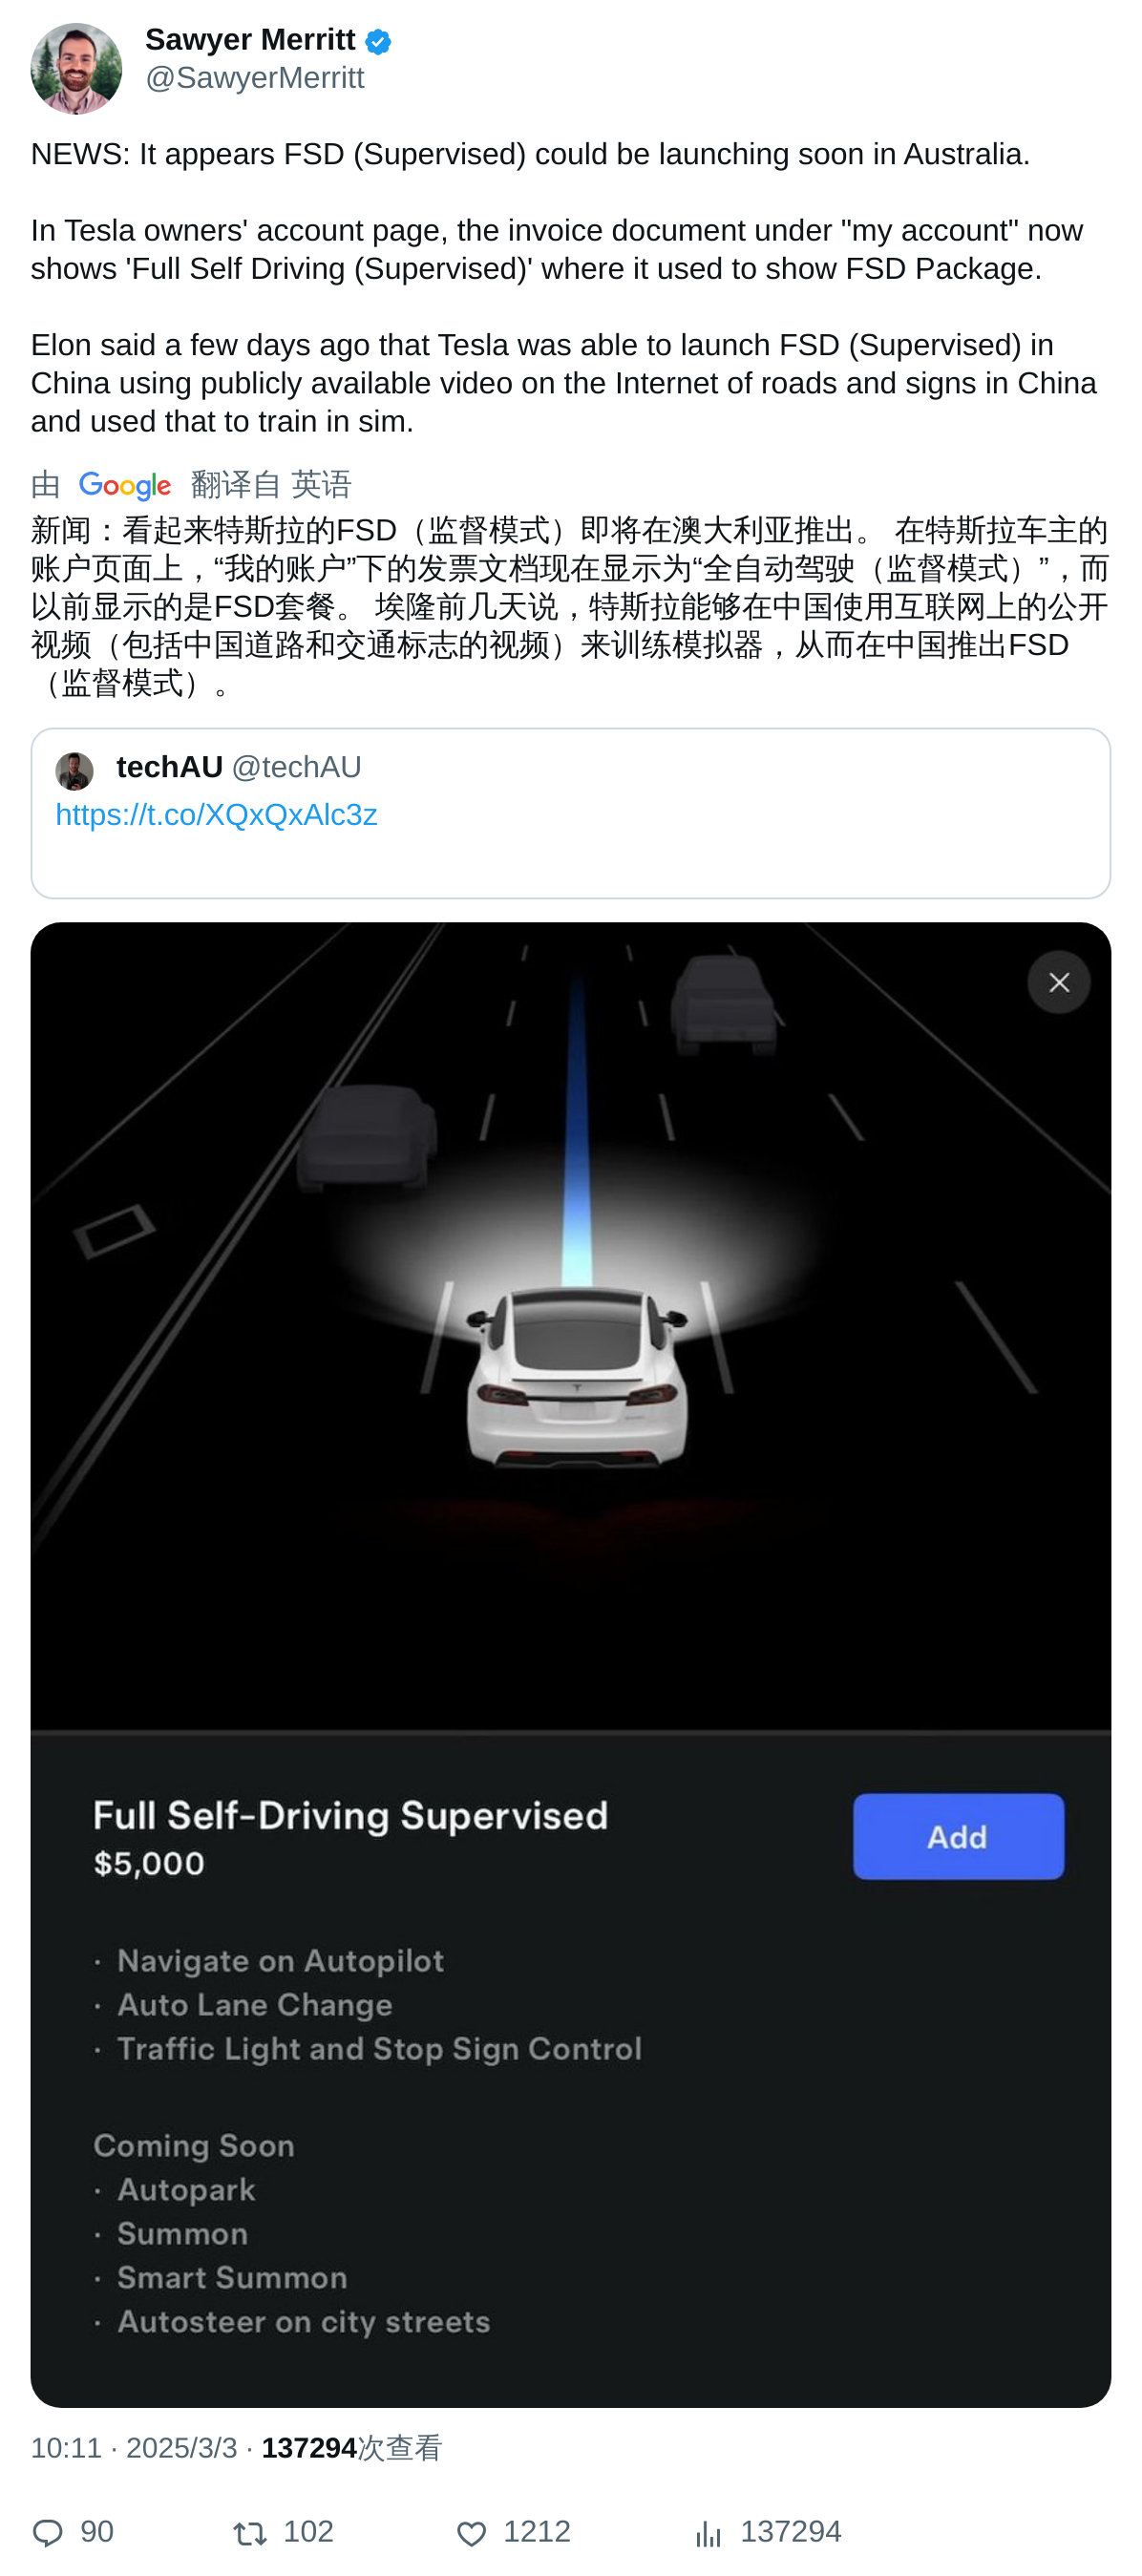 Sawyer Merritt
@SawyerMerritt
NEWS: It appears FSD (Supervised) could be launching soon in Australia.
In Tesla owners' account page, the invoice document under "my account" now
shows 'Full Self Driving (Supervised)' where it used to show FSD Package.
Elon said a few days ago that Tesla was able to launch FSD (Supervised) in
China using publicly available video on the Internet of roads and signs in China
and used that to train in sim.
由 Google 翻译自 英语
新闻：看起来特斯拉的FSD（监督模式）即将在澳大利亚推出。 在特斯拉车主的
账户页面上，“我的账户”下的发票文档现在显示为“全自动驾驶（监督模式）”，而
以前显示的是FSD套餐。 埃隆前几天说，特斯拉能够在中国使用互联网上的公开
视频（包括中国道路和交通标志的视频）来训练模拟器，从而在中国推出FSD
（监督模式）。
techAU @techAU
https://t.co/XQxQxAlc3z
Full Self-Driving Supervised
$5,000
Add
· Navigate on Autopilot
· Auto Lane Change
· Traffic Light and Stop Sign Control
Coming Soon
· Autopark
· Summon
· Smart Summon
· Autosteer on city streets
10:11 · 2025/3/3 · 137294次查看
90 102 1212 137294